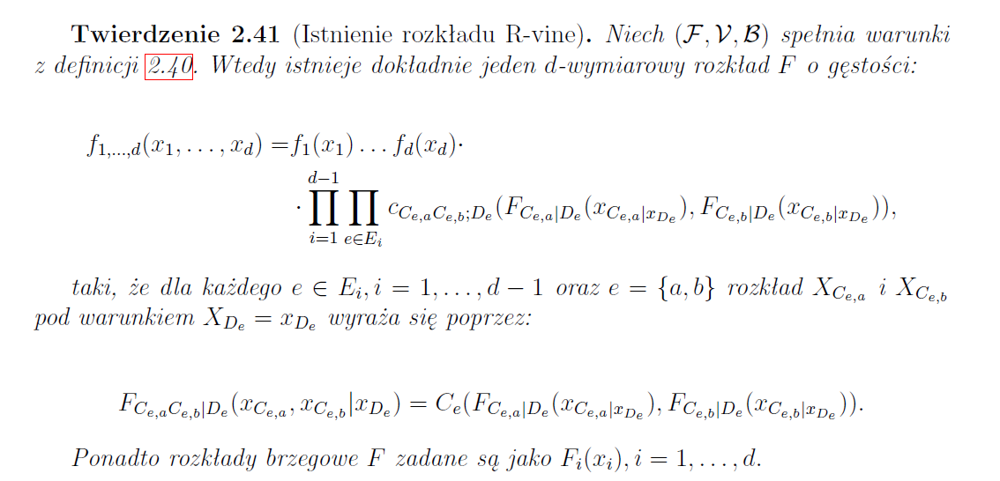 Twierdzenie 2.41 (Istnienie rozkładu R-vine). Niech $(\mathcal{F}, \mathcal{V}, \mathcal{B})$ spełnia warunki
z definicji 2.40. Wtedy istnieje dokładnie jeden d-wymiarowy rozkład $F$ o gęstości:
$f_{1,\ldots,d}(x_1, \ldots, x_d) = f_1(x_1) \ldots f_d(x_d) \cdot$
$\cdot \prod_{i=1}^{d-1} \prod_{e \in E_i} c_{C_{e,a} C_{e,b}; D_e}(F_{C_{e,a}|D_e}(x_{C_{e,a}|x_{D_e}}), F_{C_{e,b}|D_e}(x_{C_{e,b}|x_{D_e}})),$
taki, że dla każdego $e \in E_i, i = 1, \ldots, d-1$ oraz $e = \{a, b\}$ rozkład $X_{C_{e,a}}$ i $X_{C_{e,b}}$
pod warunkiem $X_{D_e} = x_{D_e}$ wyraża się poprzez:
$F_{C_{e,a} C_{e,b}|D_e}(x_{C_{e,a}}, x_{C_{e,b}} | x_{D_e}) = C_e(F_{C_{e,a}|D_e}(x_{C_{e,a}|x_{D_e}}), F_{C_{e,b}|D_e}(x_{C_{e,b}|x_{D_e}})).$
Ponadto rozkłady brzegowe $F$ zadane są jako $F_i(x_i), i = 1, \ldots, d.$